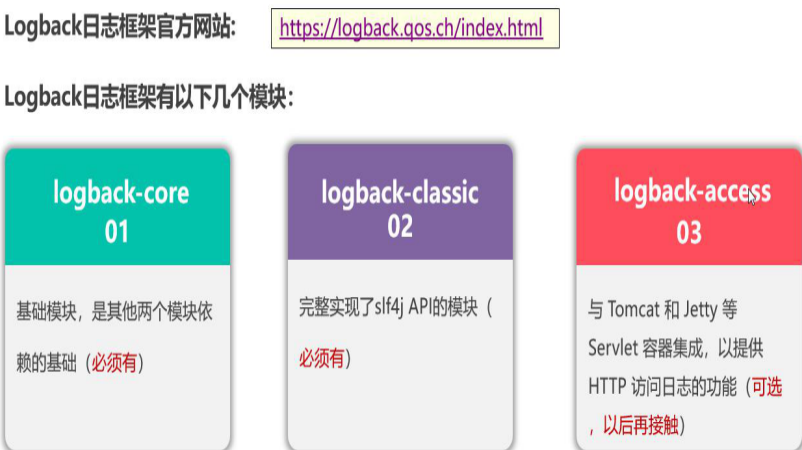 Logback日志框架官方网站:
https://logback.qos.ch/index.html
Logback日志框架有以下几个模块：
logback-core
01
基础模块，是其他两个模块依
赖的基础（必须有）
logback-classic
02
完整实现了slf4j API的模块（
必须有）
logback-access
03
与 Tomcat 和 Jetty 等
Servlet 容器集成，以提供
HTTP 访问日志的功能（可选
，以后再接触）